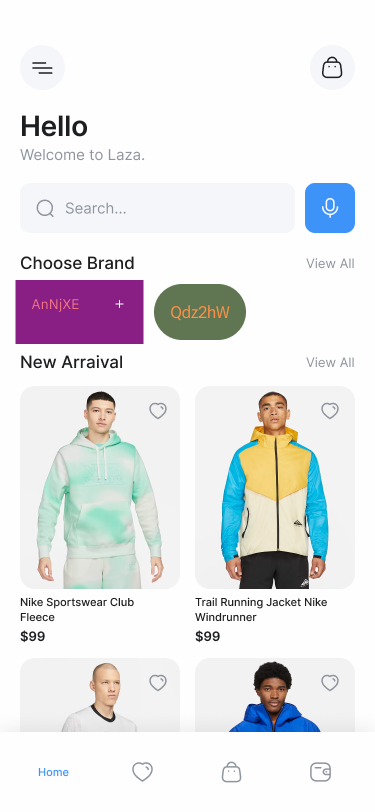 Hello
Welcome to Laza.
Search...
Choose Brand
View All
AnNjXE +
Qdz2hW
New Arraival
View All
Nike Sportswear Club
Fleece
$99
Trail Running Jacket Nike
Windrunner
$99
Home